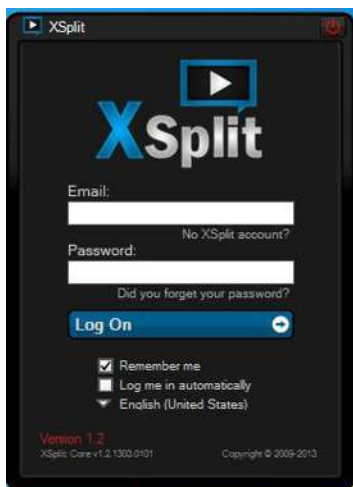 XSplit
XSplit
Email:
No XSplit account?
Password:
Did you forget your password?
Log On
Remember me
Log me in automatically
English (United States)
Version 1.2
XSplit Core v1.2.1303.0101 Copyright © 2009-2013